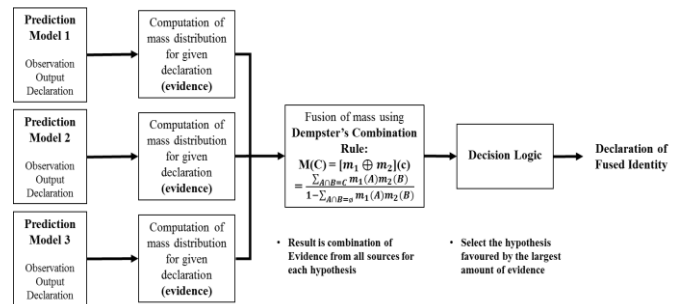 Prediction
Model 1
Observation
Output
Declaration
Computation of
mass distribution
for given
declaration
(evidence)
Prediction
Model 2
Observation
Output
Declaration
Computation of
mass distribution
for given
declaration
(evidence)
Prediction
Model 3
Observation
Output
Declaration
Computation of
mass distribution
for given
declaration
(evidence)
Fusion of mass using
Dempster's Combination
Rule:
M(C) = [m₁ ⊕ m₂](c)
= ∑_{A∩B=C} m₁(A)m₂(B) / 1−∑_{A∩B=ø} m₁(A)m₂(B)
• Result is combination of
Evidence from all sources for
each hypothesis
Decision Logic
• Select the hypothesis
favoured by the largest
amount of evidence
Declaration of
Fused Identity